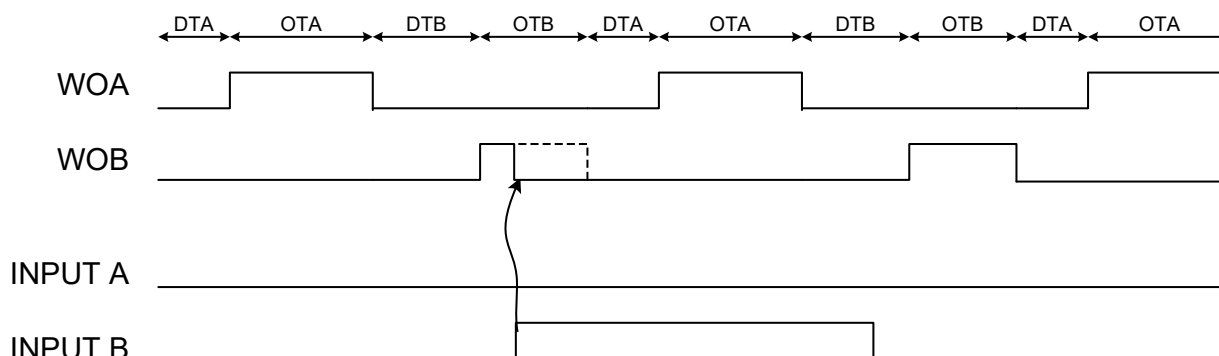 DTA OTA DTB OTB DTA OTA DTB OTB DTA OTA
WOA
WOB
INPUT A
INPUT B